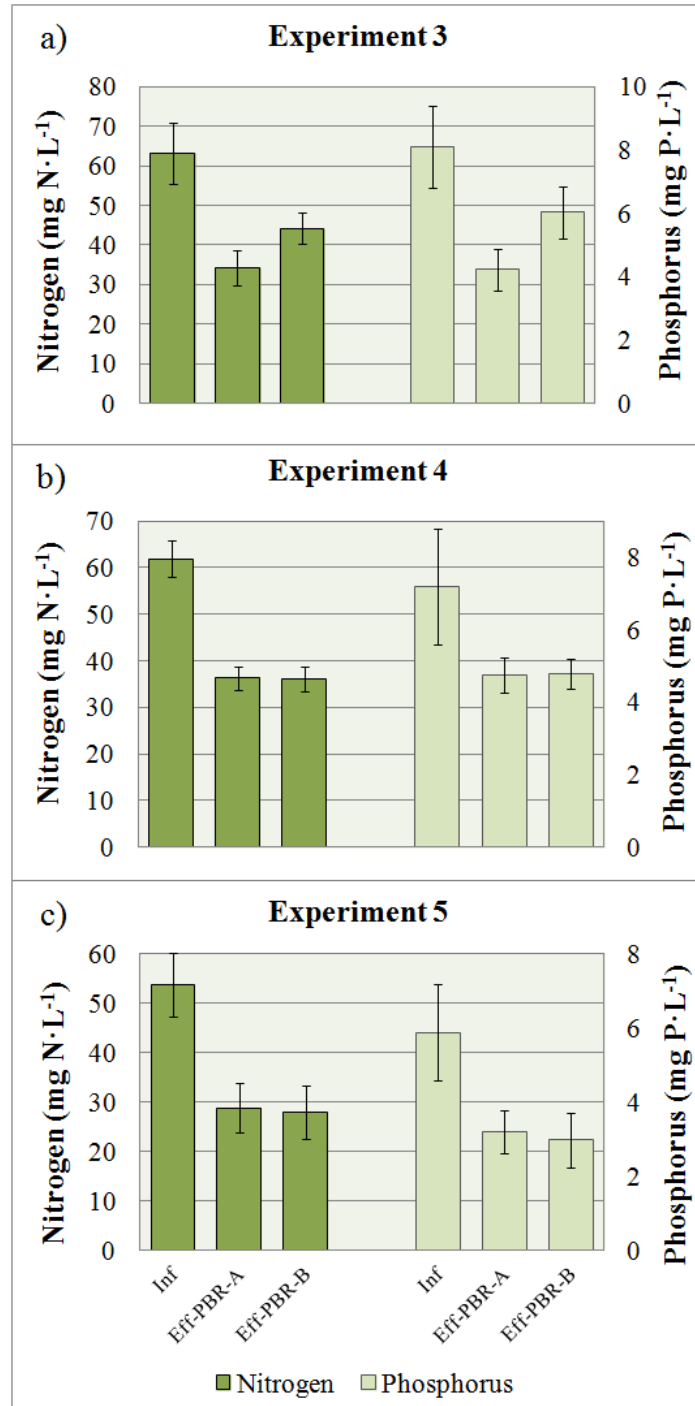 a)
Experiment 3
Nitrogen (mg N·L-1)
80
70
60
50
40
30
20
10
0
10
8
6
4
2
0
Phosphorus (mg P·L-1)
b)
Experiment 4
Nitrogen (mg N·L-1)
70
60
50
40
30
20
10
0
8
6
4
2
0
Phosphorus (mg P·L-1)
c)
Experiment 5
Nitrogen (mg N·L-1)
60
50
40
30
20
10
0
8
6
4
2
0
Phosphorus (mg P·L-1)
Inf
Eff-PBR-A
Eff-PBR-B
Inf
Eff-PBR-A
Eff-PBR-B
Nitrogen
Phosphorus